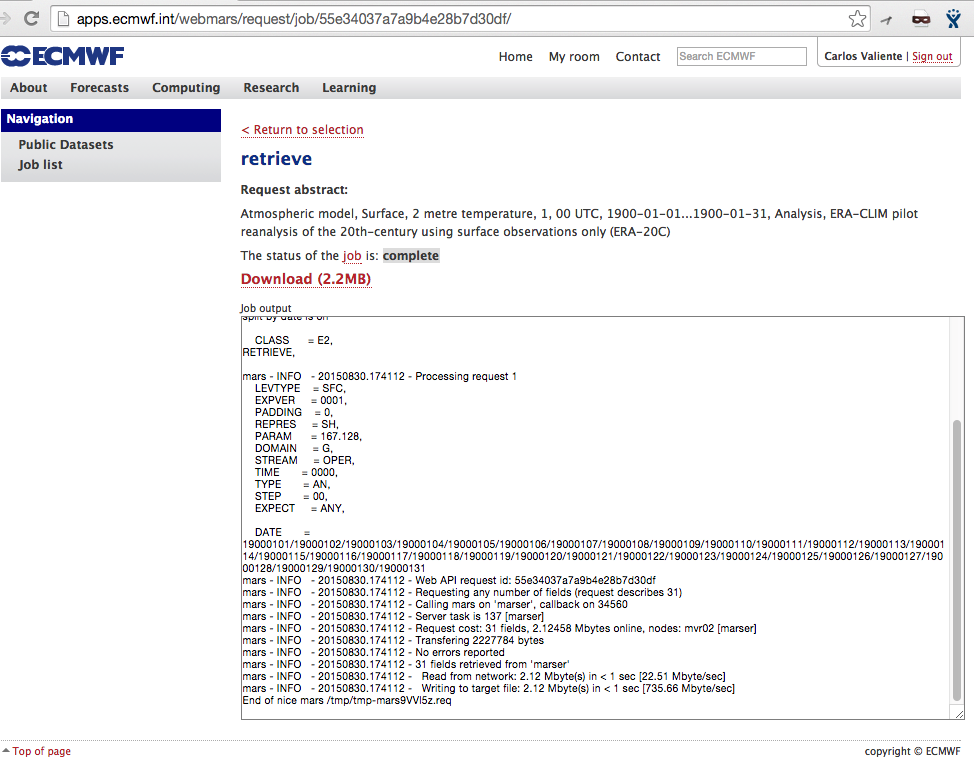 apps.ecmwf.int/webmars/request/job/55e34037a7a9b4e28b7d30df/
ECMWF
Home My room Contact Search ECMWF Carlos Valiente | Sign out
About Forecasts Computing Research Learning
Navigation
Public Datasets
Job list
< Return to selection
retrieve
Request abstract:
Atmospheric model, Surface, 2 metre temperature, 1, 00 UTC, 1900-01-01...1900-01-31, Analysis, ERA-CLIM pilot
reanalysis of the 20th-century using surface observations only (ERA-20C)
The status of the job is: complete
Download (2.2MB)
Job output
split by date is on
CLASS = E2,
RETRIEVE,
mars - INFO - 20150830.174112 - Processing request 1
LEVTYPE = SFC,
EXPVER = 0001,
PADDING = 0,
REPRES = SH,
PARAM = 167.128,
DOMAIN = G,
STREAM = OPER,
TIME = 0000,
TYPE = AN,
STEP = 00,
EXPECT = ANY,
DATE =
19000101/19000102/19000103/19000104/19000105/19000106/19000107/19000108/19000109/19000110/19000111/19000112/19000113/190001
14/19000115/19000116/19000117/19000118/19000119/19000120/19000121/19000122/19000123/19000124/19000125/19000126/19000127/190
00128/19000129/19000130/19000131
mars - INFO - 20150830.174112 - Web API request id: 55e34037a7a9b4e28b7d30df
mars - INFO - 20150830.174112 - Requesting any number of fields (request describes 31)
mars - INFO - 20150830.174112 - Calling mars on 'marser', callback on 34560
mars - INFO - 20150830.174112 - Server task is 137 [marser]
mars - INFO - 20150830.174112 - Request cost: 31 fields, 2.12458 Mbytes online, nodes: mvr02 [marser]
mars - INFO - 20150830.174112 - Transfering 2227784 bytes
mars - INFO - 20150830.174112 - No errors reported
mars - INFO - 20150830.174112 - 31 fields retrieved from 'marser'
mars - INFO - 20150830.174112 - Read from network: 2.12 Mbyte(s) in < 1 sec [22.51 Mbyte/sec]
mars - INFO - 20150830.174112 - Writing to target file: 2.12 Mbyte(s) in < 1 sec [735.66 Mbyte/sec]
End of nice mars /tmp/tmp-mars9VVl5z.req
Top of page
copyright © ECMWF